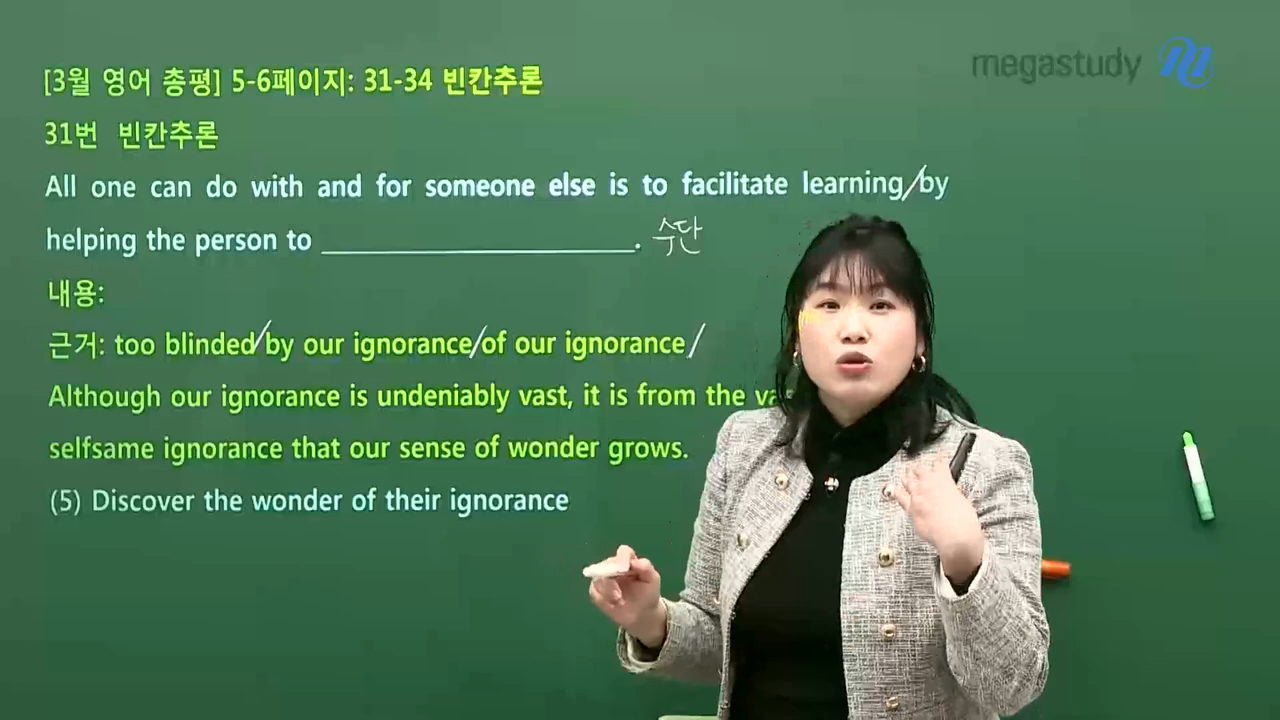 megastudy
[3월 영어 총평] 5-6페이지: 31-34 빈칸추론
31번 빈칸추론
All one can do with and for someone else is to facilitate learning/by
helping the person to ____________________. 수단
내용:
근거: too blinded/by our ignorance/of our ignorance/
Although our ignorance is undeniably vast, it is from the
selfsame ignorance that our sense of wonder grows.
(5) Discover the wonder of their ignorance